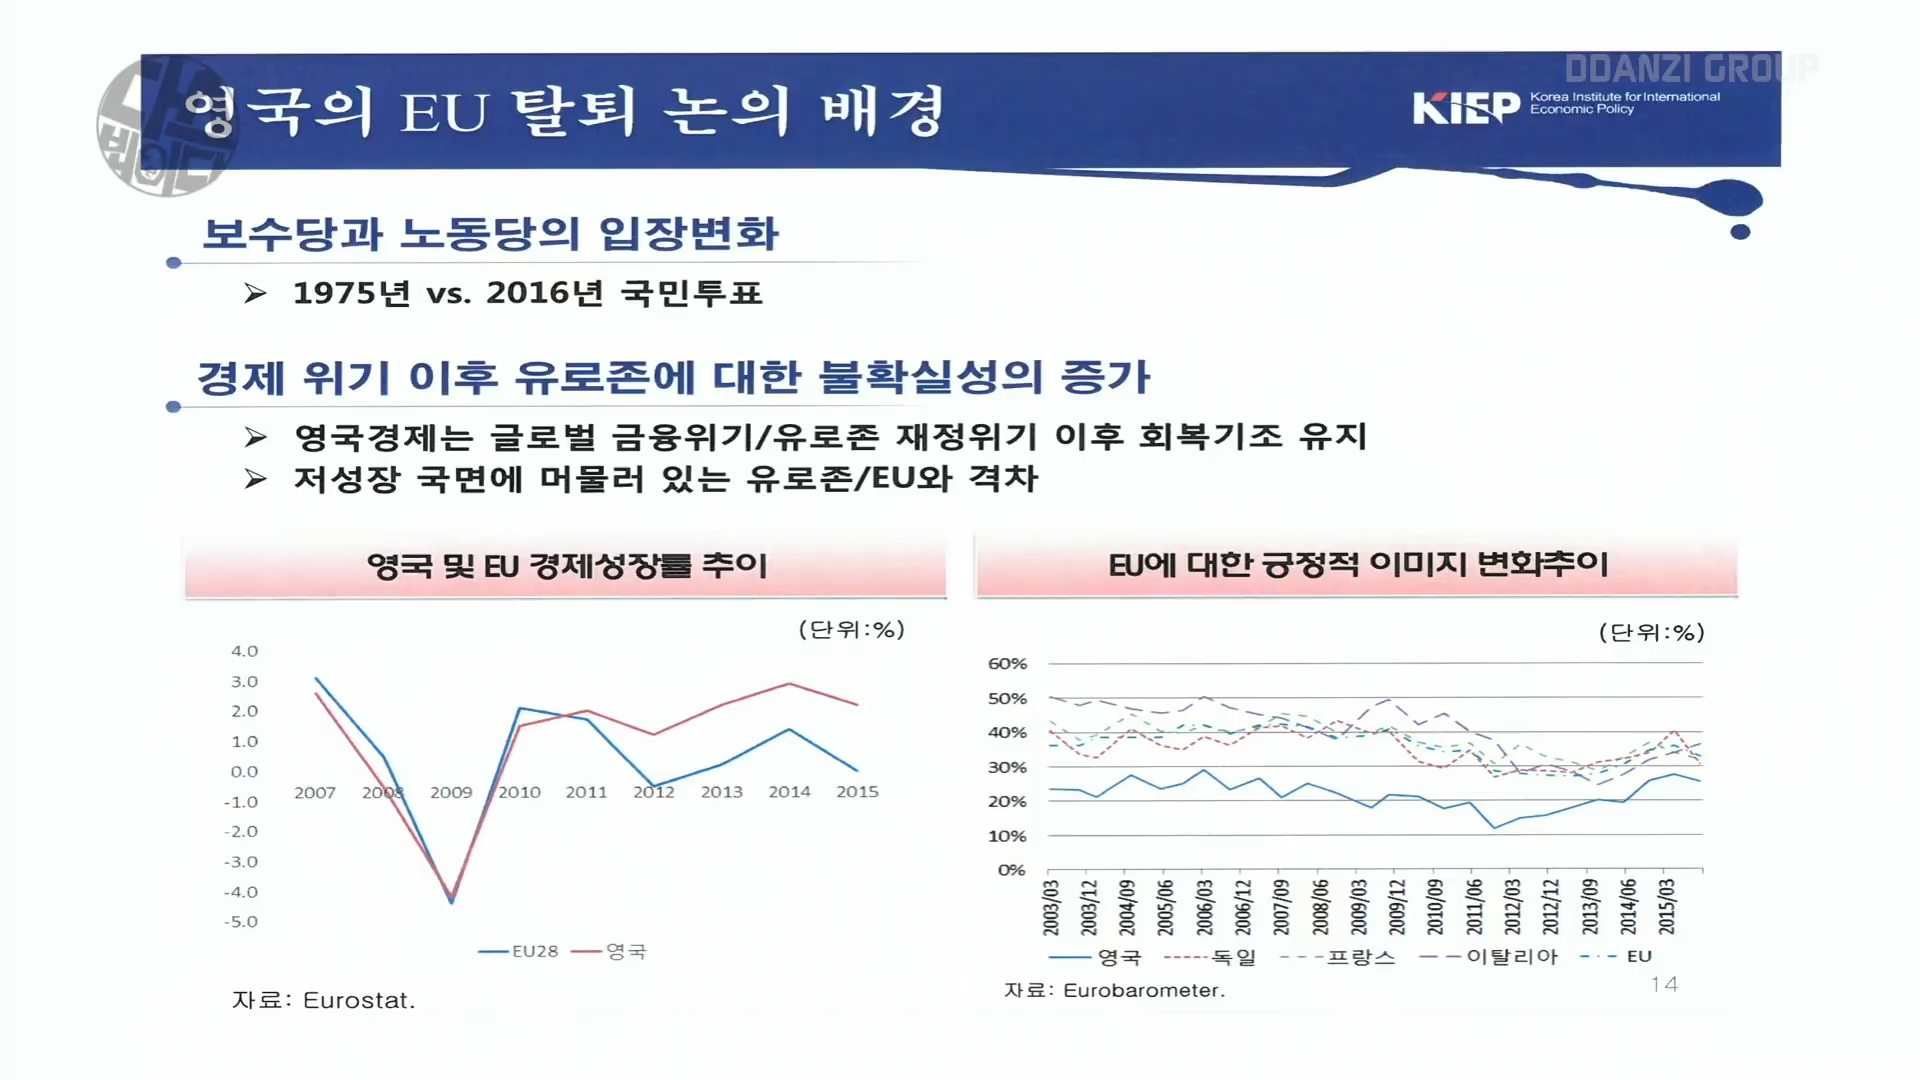 DDANZI GROUP
영국의 EU 탈퇴 논의 배경
KIEP Korea Institute for International
Economic Policy
보수당과 노동당의 입장변화
➢ 1975년 vs. 2016년 국민투표
경제 위기 이후 유로존에 대한 불확실성의 증가
➢ 영국경제는 글로벌 금융위기/유로존 재정위기 이후 회복기조 유지
➢ 저성장 국면에 머물러 있는 유로존/EU와 격차
영국 및 EU 경제성장률 추이
(단위:%)
4.0
3.0
2.0
1.0
0.0
-1.0
-2.0
-3.0
-4.0
-5.0
2007 2008 2009 2010 2011 2012 2013 2014 2015
EU28 영국
자료: Eurostat.
EU에 대한 긍정적 이미지 변화추이
(단위:%)
60%
50%
40%
30%
20%
10%
0%
2003/03 2003/12 2004/09 2005/06 2006/03 2006/12 2007/09 2008/06 2009/03 2009/12 2010/09 2011/06 2012/03 2012/12 2013/09 2014/06 2015/03
영국 독일 프랑스 이탈리아 EU
자료: Eurobarometer.
14